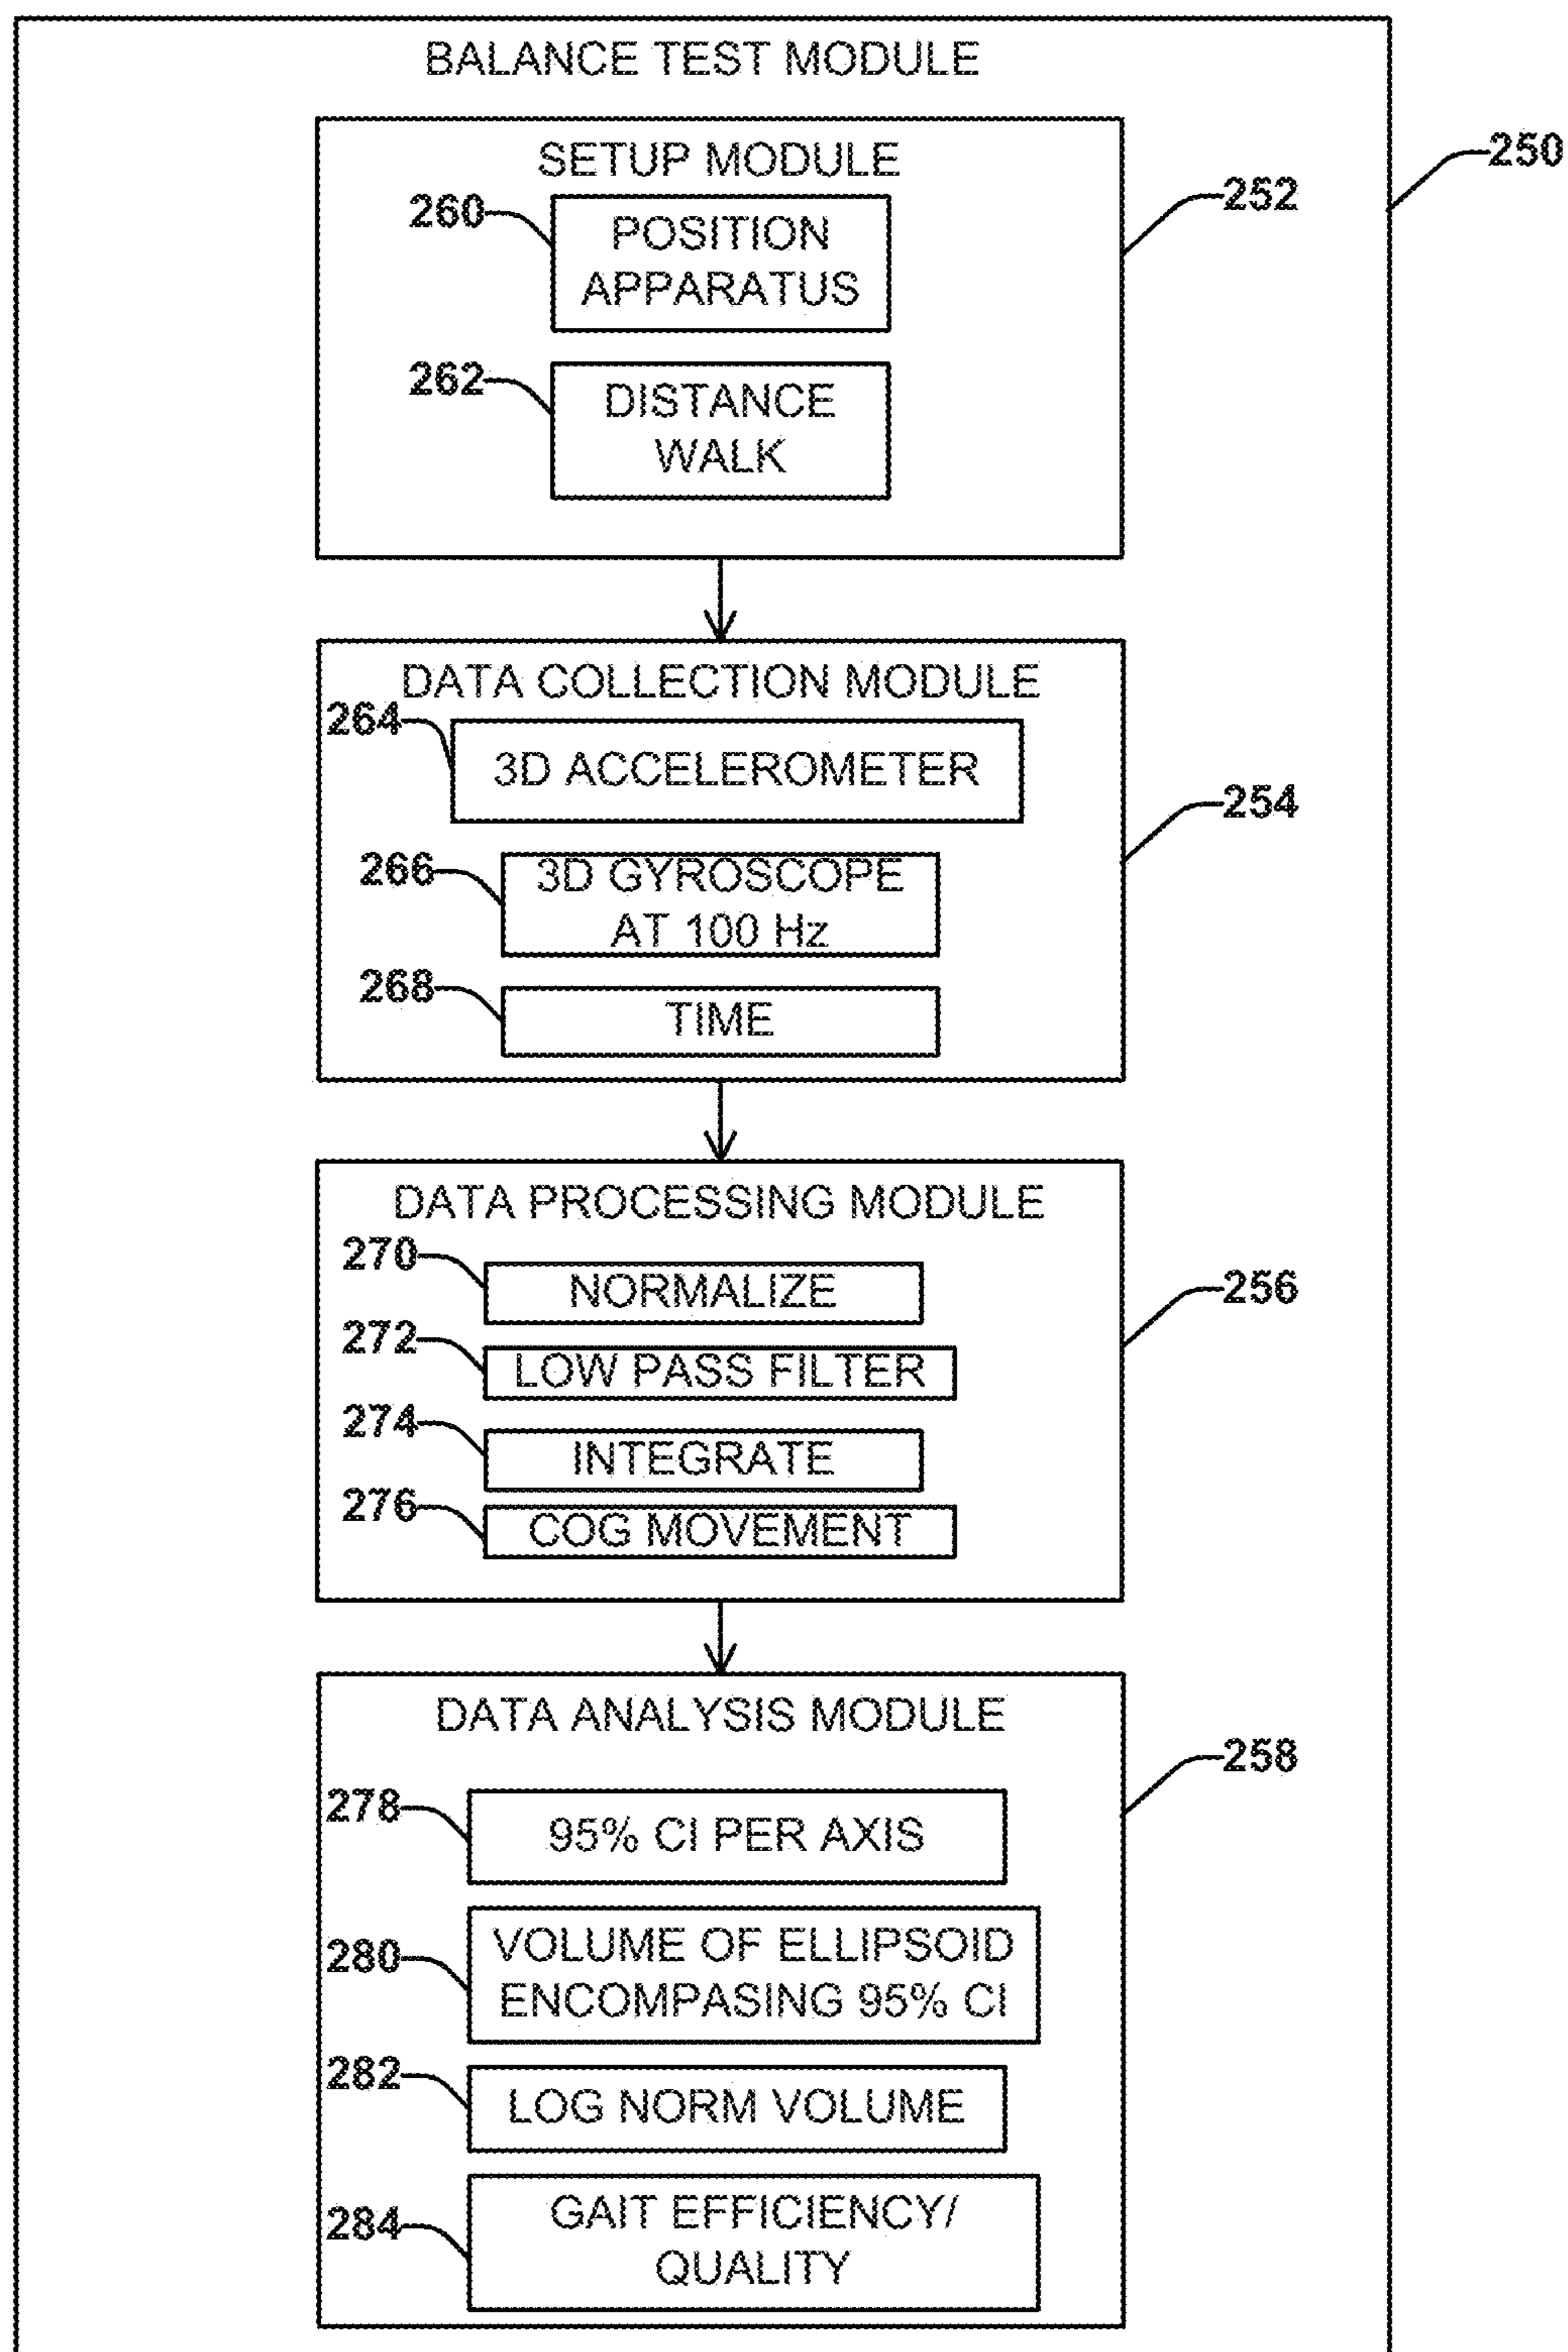 BALANCE TEST MODULE
250
SETUP MODULE
252
260
POSITION
APPARATUS
262
DISTANCE
WALK
DATA COLLECTION MODULE
264
3D ACCELEROMETER
254
266
3D GYROSCOPE
AT 100 Hz
268
TIME
DATA PROCESSING MODULE
270
NORMALIZE
256
272
LOW PASS FILTER
274
INTEGRATE
276
COG MOVEMENT
DATA ANALYSIS MODULE
258
278
95% CI PER AXIS
280
VOLUME OF ELLIPSOID
ENCOMPASING 95% CI
282
LOG NORM VOLUME
284
GAIT EFFICIENCY/
QUALITY